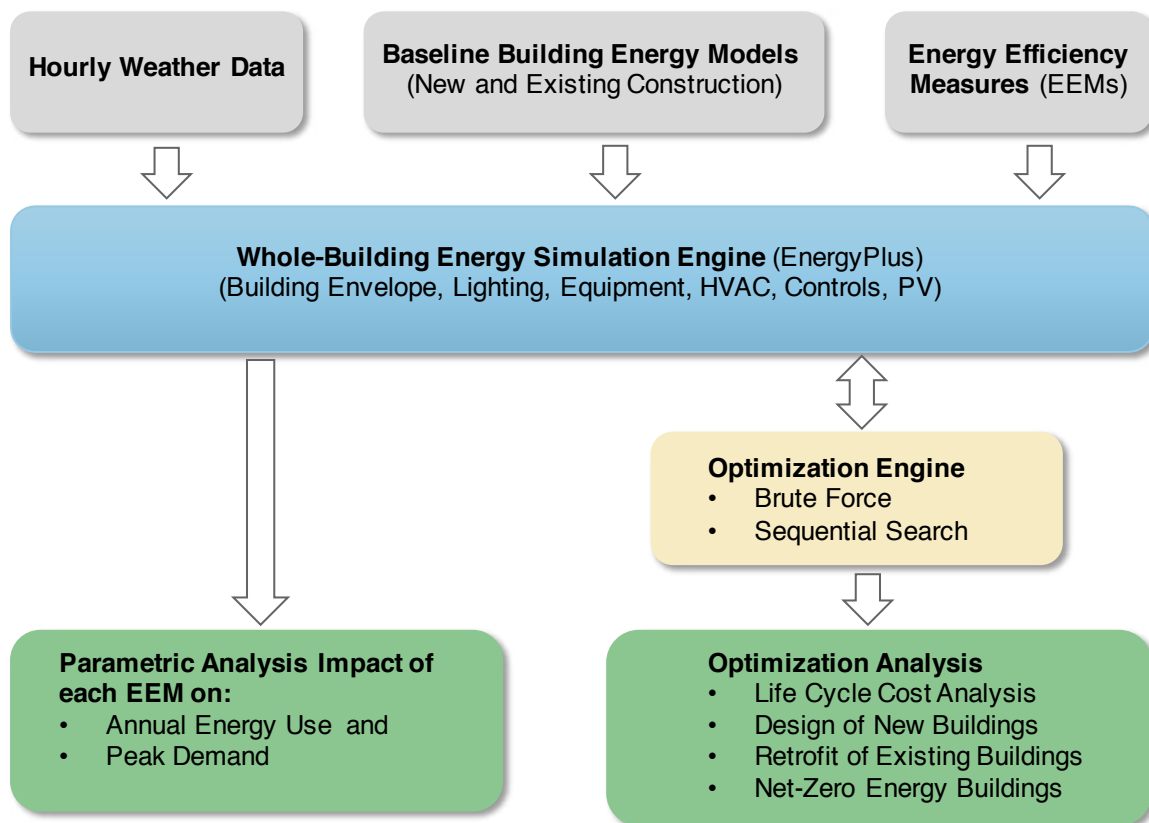 Hourly Weather Data
Baseline Building Energy Models
(New and Existing Construction)
Energy Efficiency
Measures (EEMs)
Whole-Building Energy Simulation Engine (EnergyPlus)
(Building Envelope, Lighting, Equipment, HVAC, Controls, PV)
Optimization Engine
• Brute Force
• Sequential Search
Parametric Analysis Impact of
each EEM on:
• Annual Energy Use and
• Peak Demand
Optimization Analysis
• Life Cycle Cost Analysis
• Design of New Buildings
• Retrofit of Existing Buildings
• Net-Zero Energy Buildings